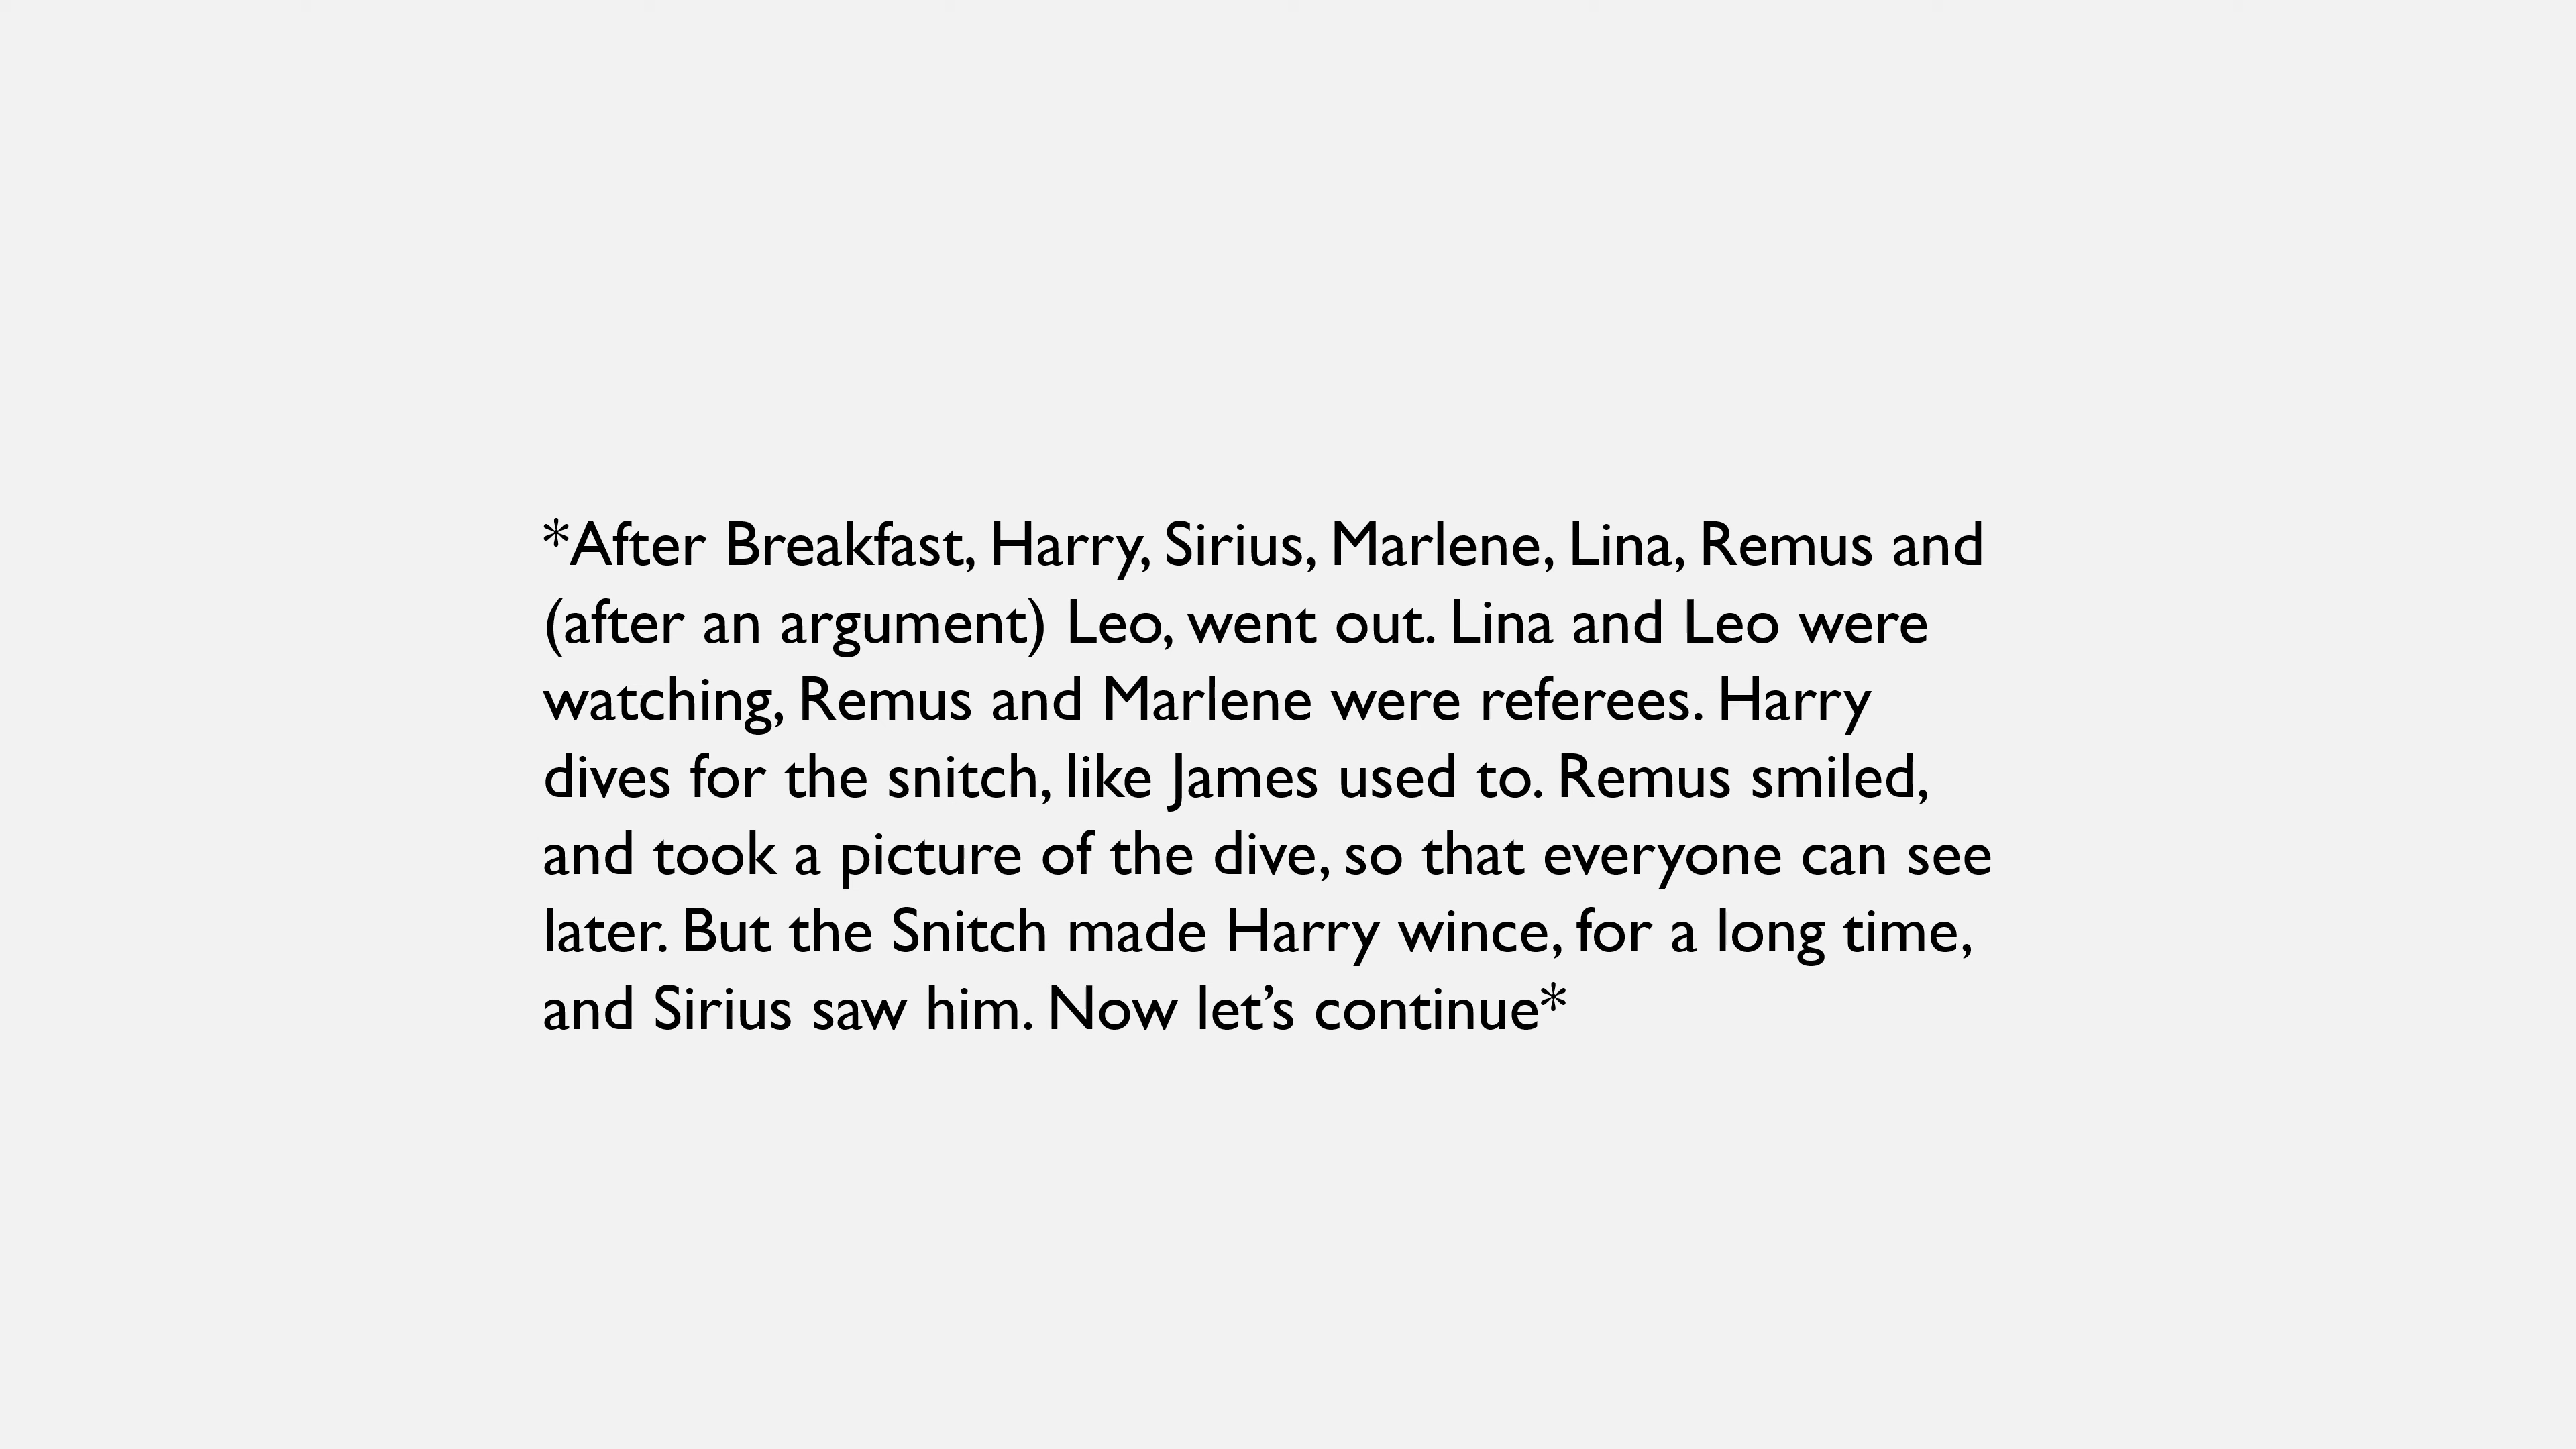 *After Breakfast, Harry, Sirius, Marlene, Lina, Remus and
(after an argument) Leo, went out. Lina and Leo were
watching, Remus and Marlene were referees. Harry
dives for the snitch, like James used to. Remus smiled,
and took a picture of the dive, so that everyone can see
later. But the Snitch made Harry wince, for a long time,
and Sirius saw him. Now let’s continue*